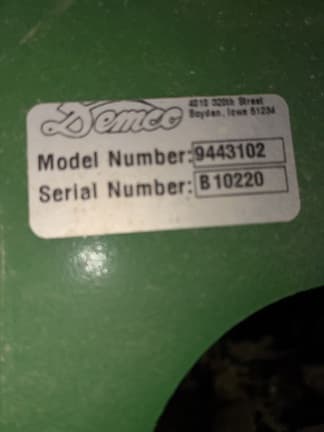 Demco
4010 320th Street
Boyden, Iowa 51234
Model Number: 9443102
Serial Number: B10220